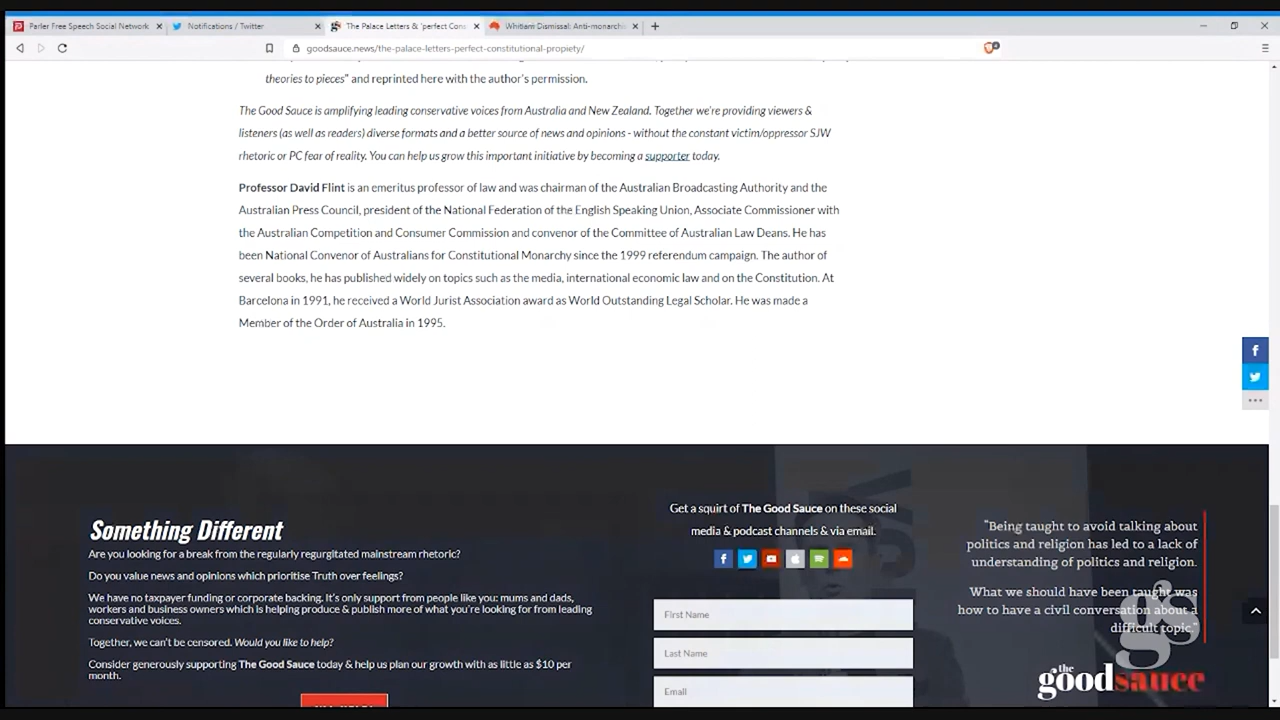 Parler Free Speech Social Network
Notifications / Twitter
The Palace Letters & 'perfect Cons
Whitlam Dismissal: Anti-monarchis
goodsauce.news/the-palace-letters-perfect-constitutional-propiety/
theories to pieces" and reprinted here with the author's permission.
The Good Sauce is amplifying leading conservative voices from Australia and New Zealand. Together we're providing viewers &
listeners (as well as readers) diverse formats and a better source of news and opinions - without the constant victim/oppressor SJW
rhetoric or PC fear of reality. You can help us grow this important initiative by becoming a supporter today.
Professor David Flint is an emeritus professor of law and was chairman of the Australian Broadcasting Authority and the
Australian Press Council, president of the National Federation of the English Speaking Union, Associate Commissioner with
the Australian Competition and Consumer Commission and convenor of the Committee of Australian Law Deans. He has
been National Convenor of Australians for Constitutional Monarchy since the 1999 referendum campaign. The author of
several books, he has published widely on topics such as the media, international economic law and on the Constitution. At
Barcelona in 1991, he received a World Jurist Association award as World Outstanding Legal Scholar. He was made a
Member of the Order of Australia in 1995.
Something Different
Are you looking for a break from the regularly regurgitated mainstream rhetoric?
Do you value news and opinions which prioritise Truth over feelings?
We have no taxpayer funding or corporate backing. It's only support from people like you: mums and dads,
workers and business owners which is helping produce & publish more of what you're looking for from leading
conservative voices.
Together, we can't be censored. Would you like to help?
Consider generously supporting The Good Sauce today & help us plan our growth with as little as $10 per
month.
Get a squirt of The Good Sauce on these social
media & podcast channels & via email.
First Name
Last Name
Email
"Being taught to avoid talking about
politics and religion has led to a lack of
understanding of politics and religion.
What we should have been taught was
how to have a civil conversation about a
difficult topic."
gs
the
goodsauce